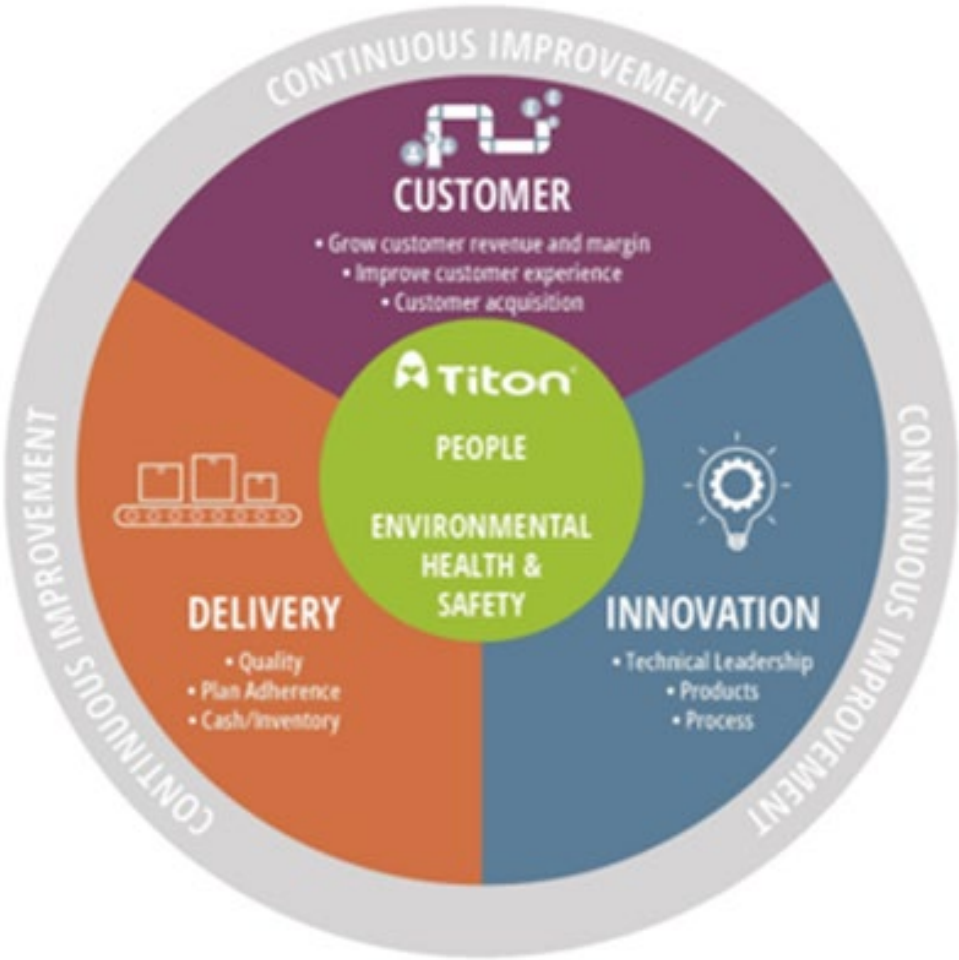 CONTINUOUS IMPROVEMENT
CUSTOMER
• Grow customer revenue and margin
• Improve customer experience
• Customer acquisition
Titon®
PEOPLE
ENVIRONMENTAL
HEALTH &
SAFETY
DELIVERY
• Quality
• Plan Adherence
• Cash/Inventory
INNOVATION
• Technical Leadership
• Products
• Process
CONTINUOUS IMPROVEMENT
CONTINUOUS IMPROVEMENT